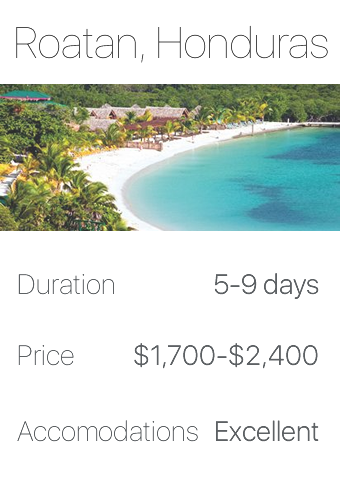 Roatan, Honduras
Duration 5-9 days
Price $1,700-$2,400
Accomodations Excellent